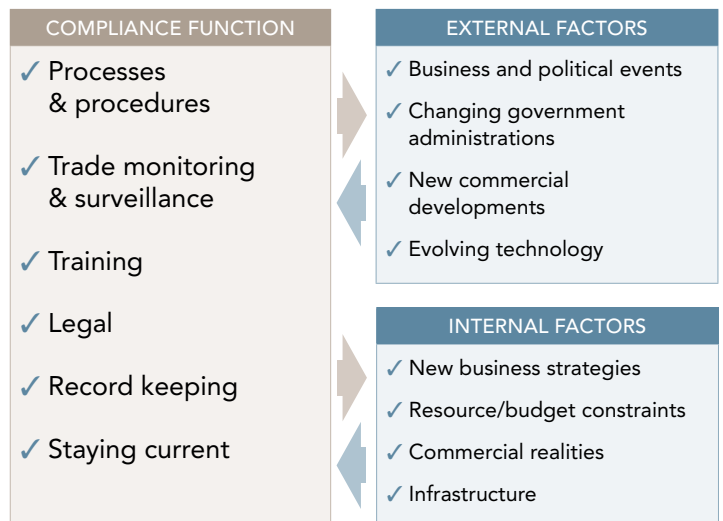 COMPLIANCE FUNCTION
✓ Processes
& procedures
✓ Trade monitoring
& surveillance
✓ Training
✓ Legal
✓ Record keeping
✓ Staying current
EXTERNAL FACTORS
✓ Business and political events
✓ Changing government
administrations
✓ New commercial
developments
✓ Evolving technology
INTERNAL FACTORS
✓ New business strategies
✓ Resource/budget constraints
✓ Commercial realities
✓ Infrastructure